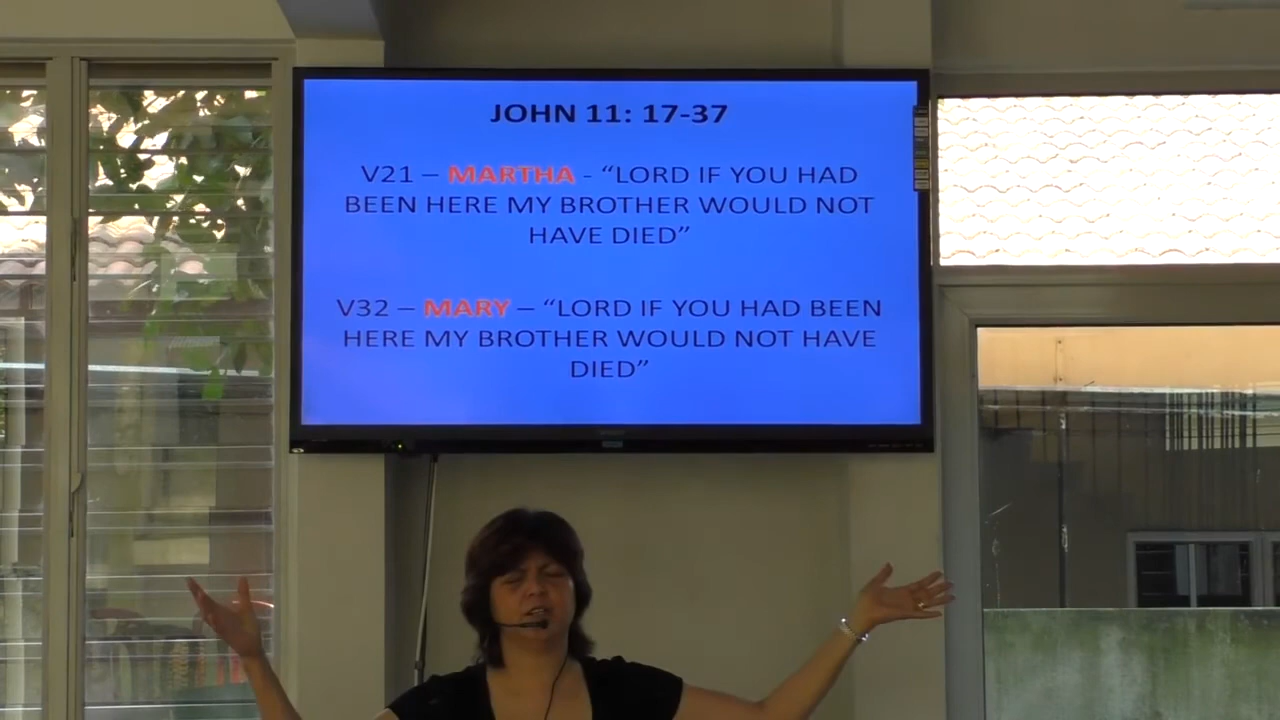 JOHN 11: 17-37
V21 – MARTHA - “LORD IF YOU HAD
BEEN HERE MY BROTHER WOULD NOT
HAVE DIED”
V32 – MARY – “LORD IF YOU HAD BEEN
HERE MY BROTHER WOULD NOT HAVE
DIED”